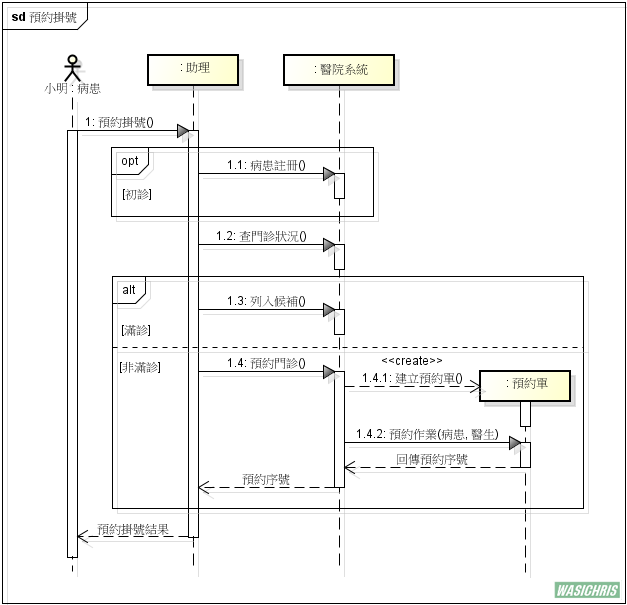 sd 預約掛號
: 助理
: 醫院系統
小明 : 病患
1: 預約掛號()
opt
1.1: 病患註冊()
[初診]
1.2: 查門診狀況()
alt
1.3: 列入候補()
[滿診]
[非滿診]
1.4: 預約門診()
<<create>>
1.4.1: 建立預約單()
: 預約單
1.4.2: 預約作業(病患, 醫生)
回傳預約序號
預約序號
預約掛號結果
WASICHRIS